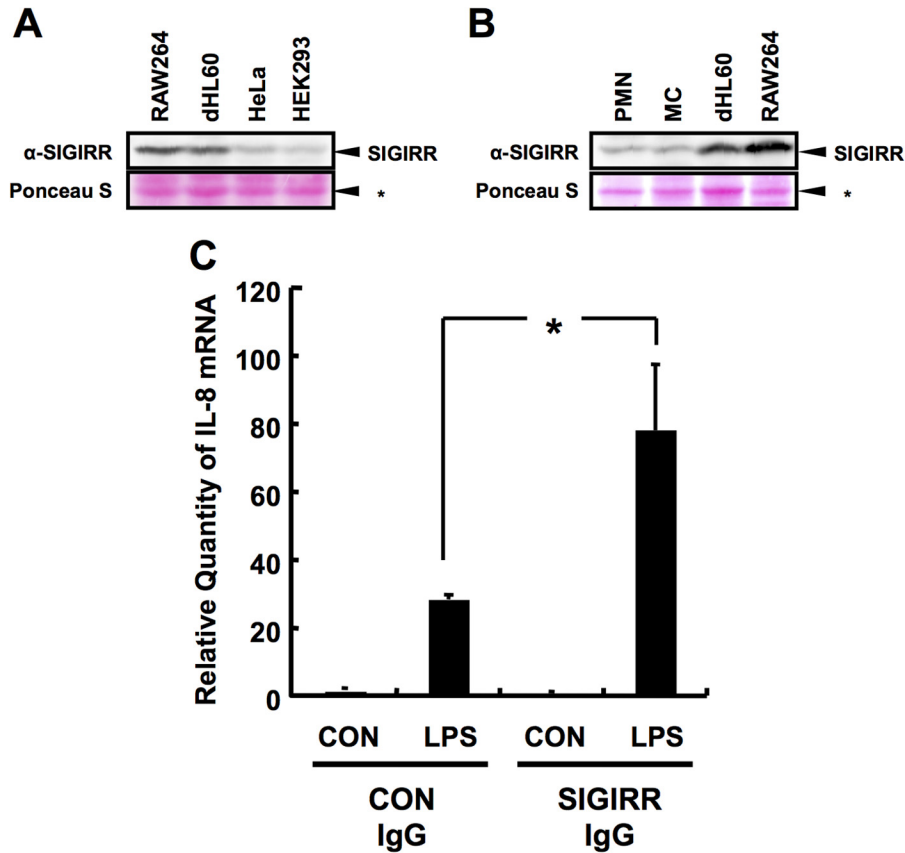 A
RAW264
dHL60
HeLa
HEK293
α-SIGIRR
SIGIRR
Ponceau S
*
B
PMN
MC
dHL60
RAW264
α-SIGIRR
SIGIRR
Ponceau S
*
C
Relative Quantity of IL-8 mRNA
120
100
80
60
40
20
0
*
CON
LPS
CON
LPS
CON
IgG
SIGIRR
IgG